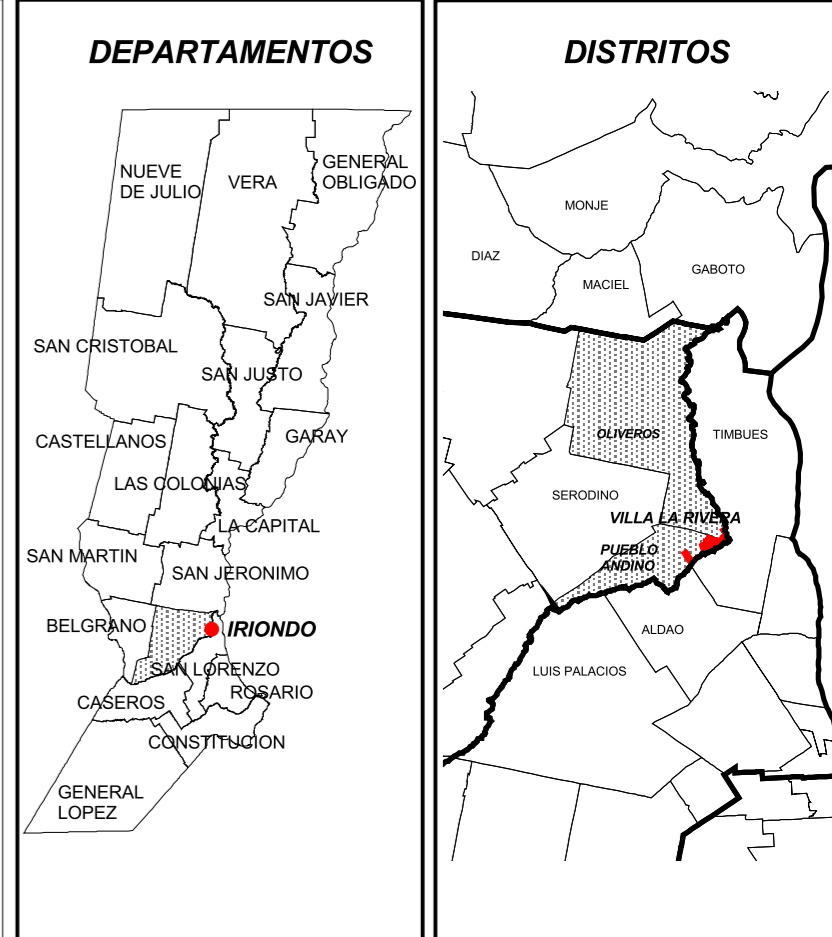 DEPARTAMENTOS
NUEVE
DE JULIO
VERA
GENERAL
OBLIGADO
SAN JAVIER
SAN CRISTOBAL
SAN JUSTO
CASTELLANOS
GARAY
LAS COLONIAS
LA CAPITAL
SAN MARTIN
SAN JERONIMO
BELGRANO
IRIONDO
SAN LORENZO
CASEROS
ROSARIO
CONSTITUCION
GENERAL
LOPEZ
DISTRITOS
MONJE
DIAZ
MACIEL
GABOTO
OLIVEROS
TIMBUES
SERODINO
VILLA LA RIVERA
PUEBLO
ANDINO
ALDAO
LUIS PALACIOS